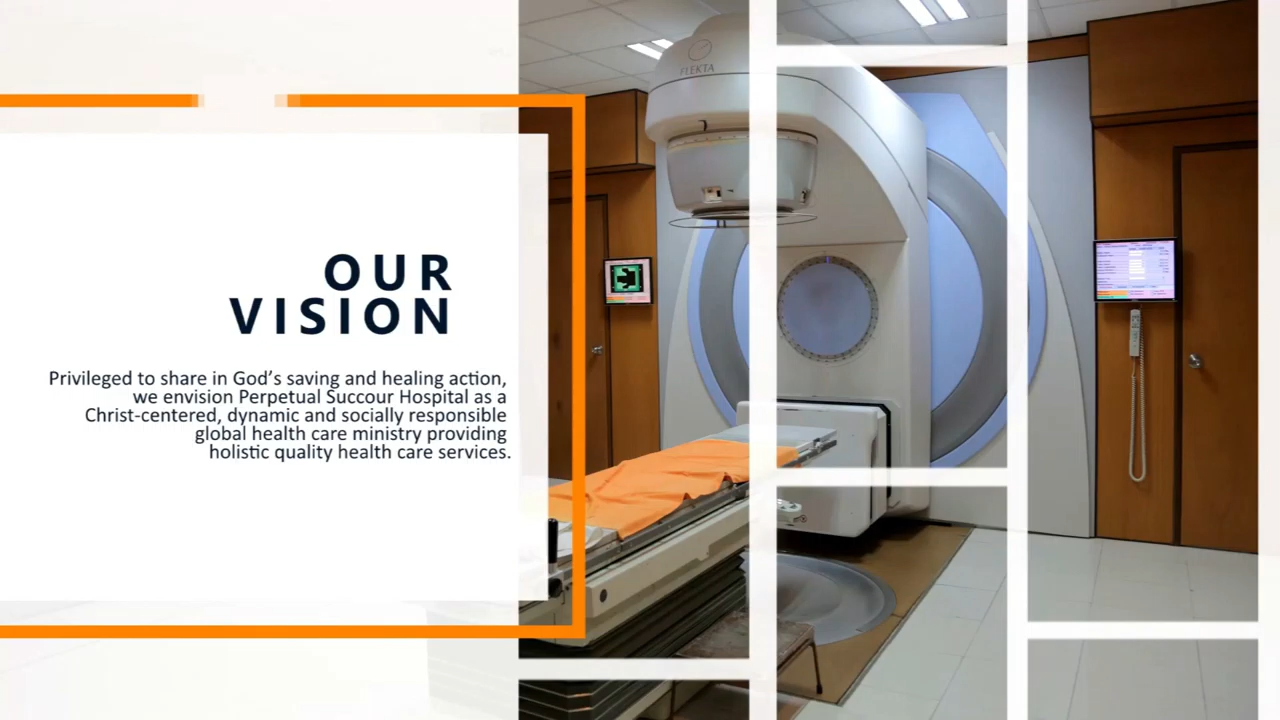 OUR
VISION
Privileged to share in God's saving and healing action,
we envision Perpetual Succour Hospital as a
Christ-centered, dynamic and socially responsible
global health care ministry providing
holistic quality health care services.
ELEKTA